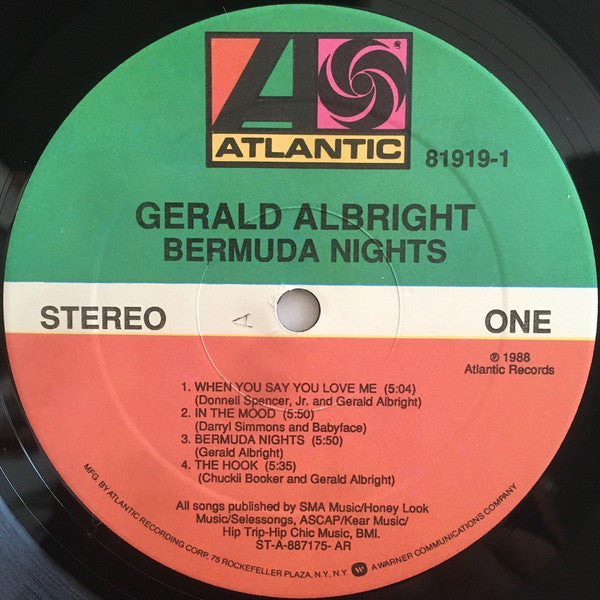 ATLANTIC
81919-1
GERALD ALBRIGHT
BERMUDA NIGHTS
STEREO
A
ONE
℗ 1988
Atlantic Records
1. WHEN YOU SAY YOU LOVE ME (5:04)
(Donnell Spencer, Jr. and Gerald Albright)
2. IN THE MOOD (5:50)
(Darryl Simmons and Babyface)
3. BERMUDA NIGHTS (5:50)
(Gerald Albright)
4. THE HOOK (5:35)
(Chuckii Booker and Gerald Albright)
All songs published by SMA Music/Honey Look
Music/Selessongs, ASCAP/Kear Music/
Hip Trip-Hip Chic Music, BMI.
ST-A-887175- AR
MFG. BY ATLANTIC RECORDING CORP. 75 ROCKEFELLER PLAZA, N.Y. N.Y. A WARNER COMMUNICATIONS COMPANY